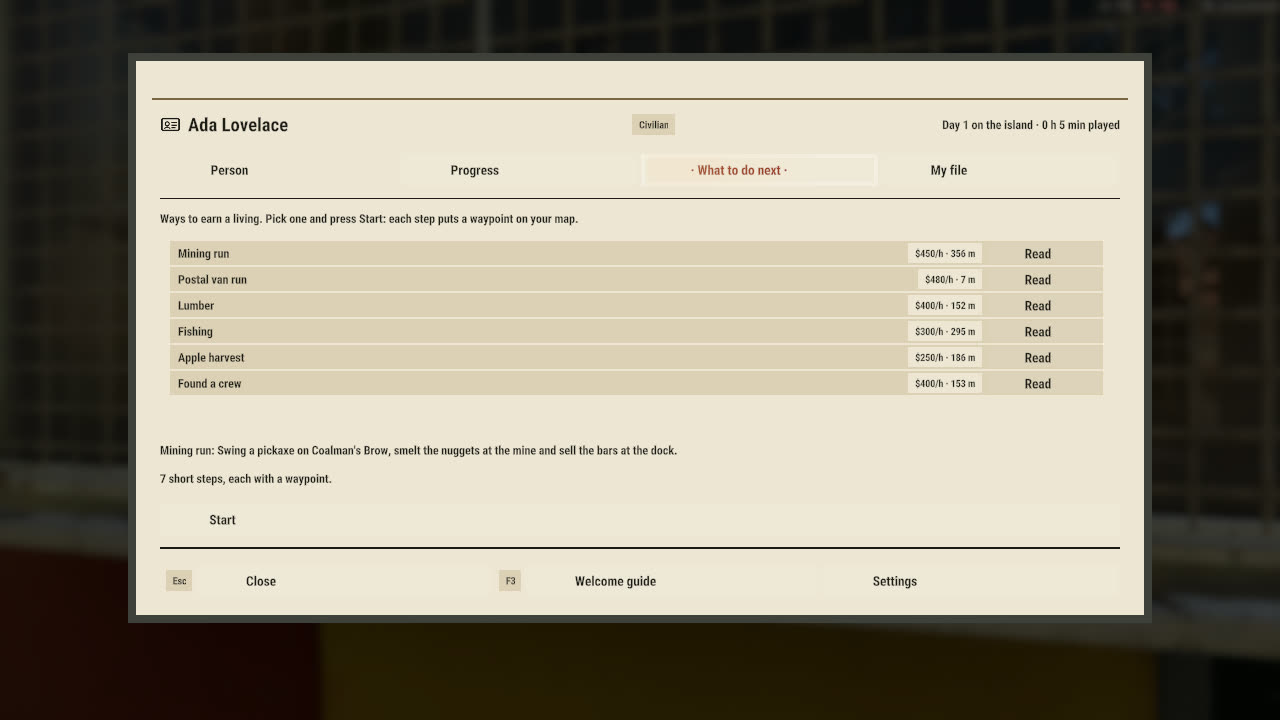 Ada Lovelace
Civilian
Day 1 on the island · 0 h 5 min played
Person
Progress
· What to do next ·
My file
Ways to earn a living. Pick one and press Start: each step puts a waypoint on your map.
Mining run $450/h · 356 m Read
Postal van run $480/h · 7 m Read
Lumber $400/h · 152 m Read
Fishing $300/h · 295 m Read
Apple harvest $250/h · 186 m Read
Found a crew $400/h · 153 m Read
Mining run: Swing a pickaxe on Coalman's Brow, smelt the nuggets at the mine and sell the bars at the dock.
7 short steps, each with a waypoint.
Start
Esc Close
F3 Welcome guide
Settings